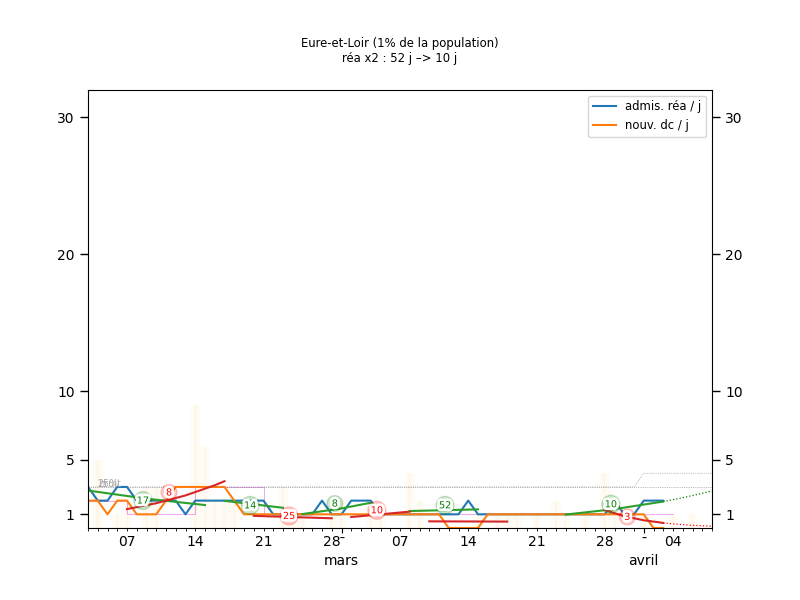 Eure-et-Loir (1% de la population)
réa x2 : 52 j –> 10 j
admis. réa / j
nouv. dc / j
30 30
20 20
10 10
5 5
1 1
17 8 14 25 8 10 52 10 3
07 14 21 28 07 14 21 28 04
mars avril